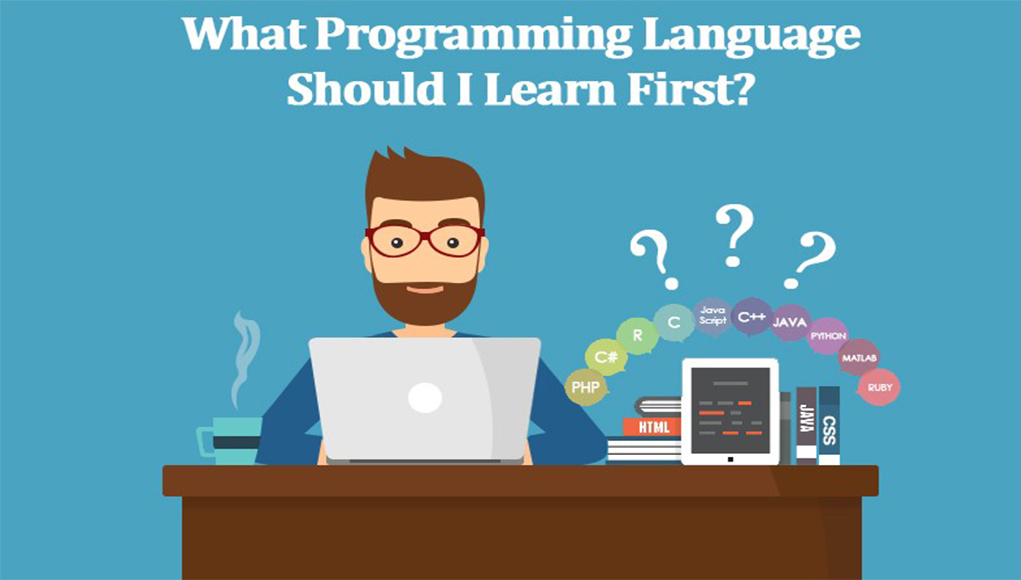 What Programming Language
Should I Learn First?
? ? ?
PHP
C#
R
C
Java
Script
C++
JAVA
PYTHON
MATLAB
RUBY
HTML
JAVA
CSS